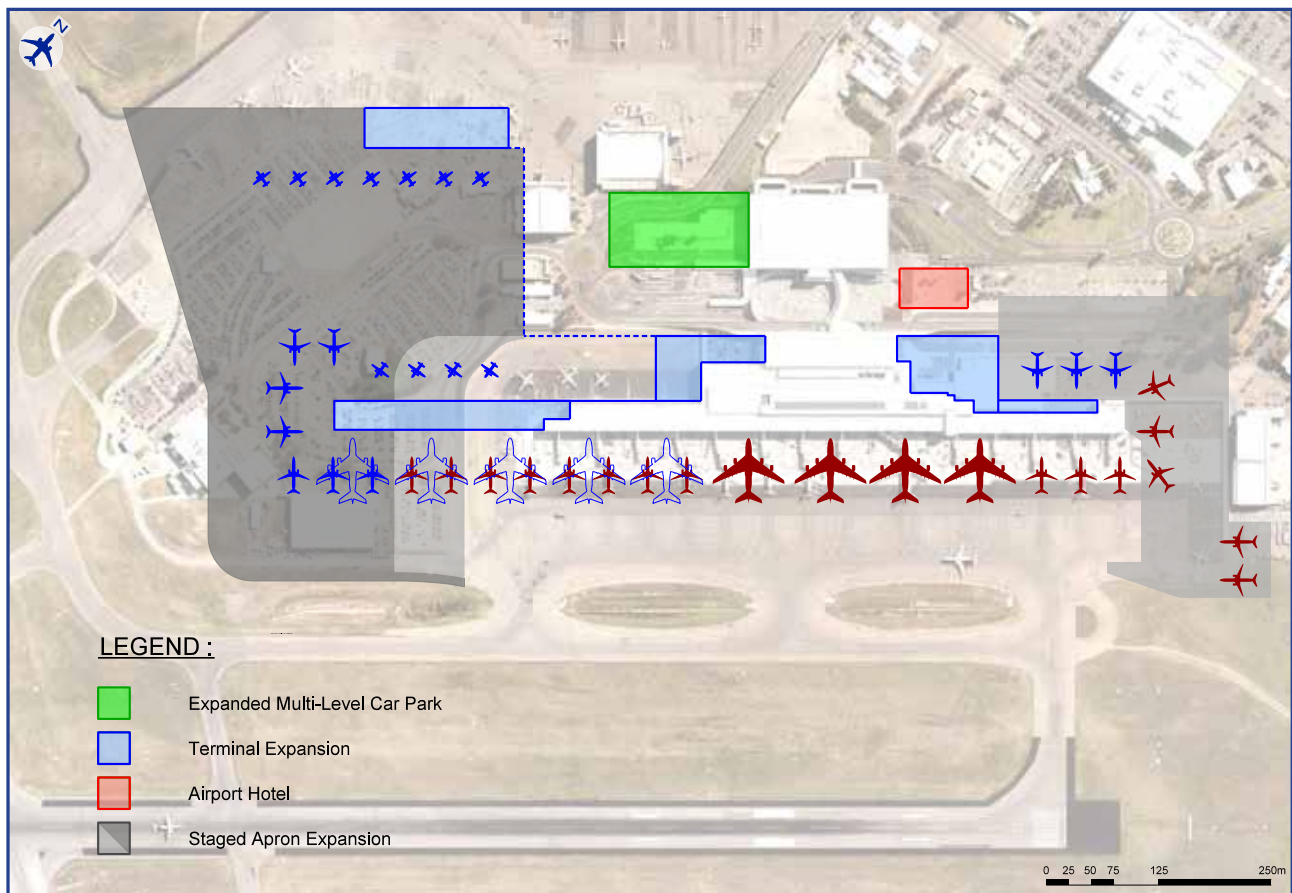 Z
LEGEND :
Expanded Multi-Level Car Park
Terminal Expansion
Airport Hotel
Staged Apron Expansion
0 25 50 75 125 250m